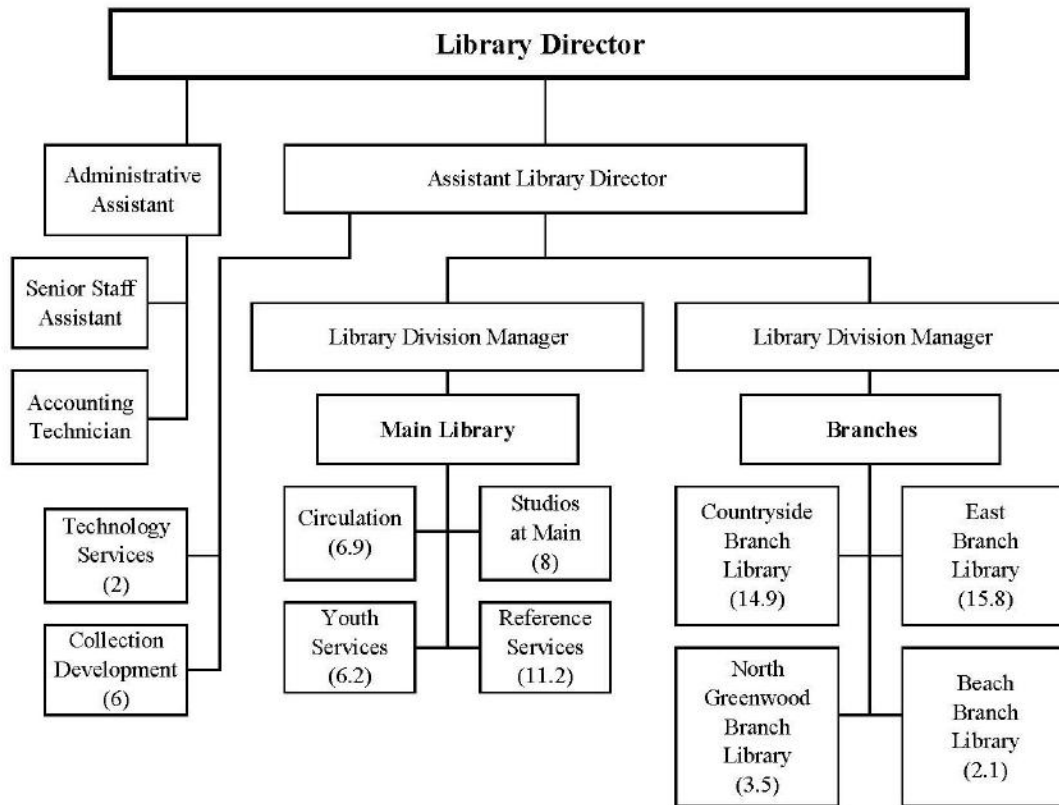 Library Director
Administrative
Assistant
Assistant Library Director
Senior Staff
Assistant
Accounting
Technician
Technology
Services
(2)
Collection
Development
(6)
Library Division Manager
Main Library
Circulation
(6.9)
Studios
at Main
(8)
Youth
Services
(6.2)
Reference
Services
(11.2)
Library Division Manager
Branches
Countryside
Branch
Library
(14.9)
East
Branch
Library
(15.8)
North
Greenwood
Branch
Library
(3.5)
Beach
Branch
Library
(2.1)